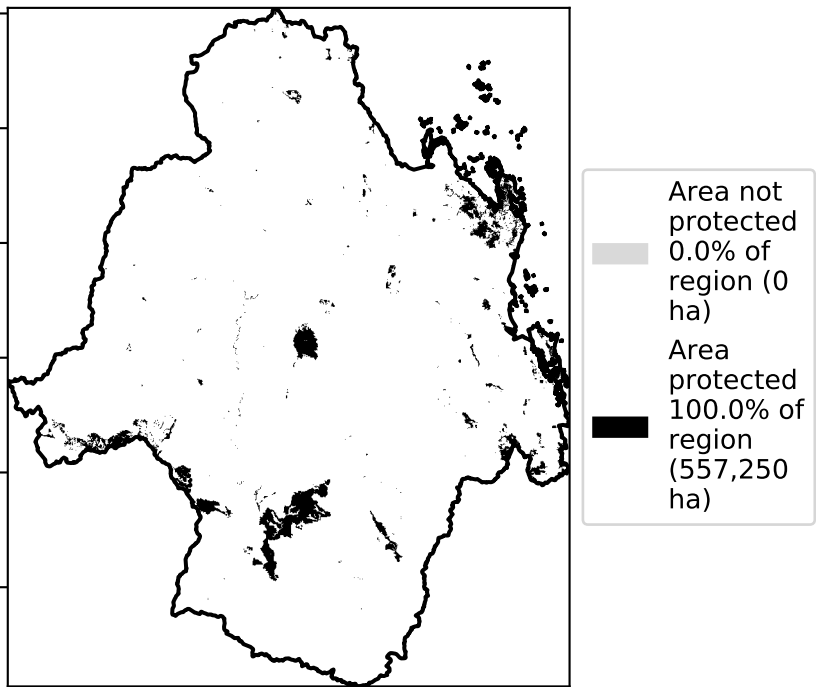 Area not
protected
0.0% of
region (0
ha)
Area
protected
100.0% of
region
(557,250
ha)